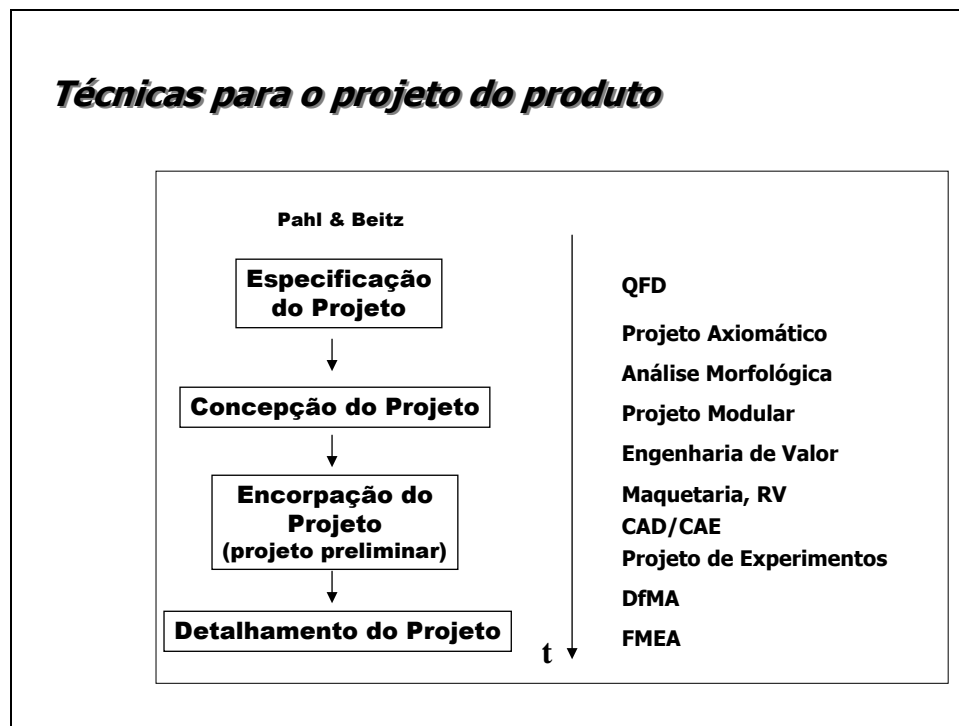 Técnicas para o projeto do produto
Pahl & Beitz
Especificação
do Projeto
Concepção do Projeto
Encorpação do
Projeto
(projeto preliminar)
Detalhamento do Projeto
t
QFD
Projeto Axiomático
Análise Morfológica
Projeto Modular
Engenharia de Valor
Maquetaria, RV
CAD/CAE
Projeto de Experimentos
DfMA
FMEA